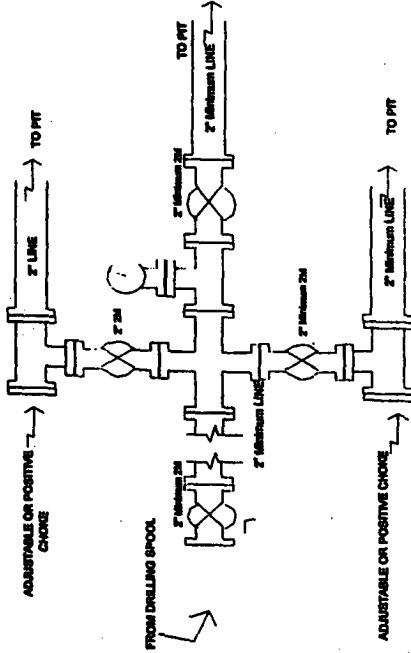 TO PIT
2" LINE
ADJUSTABLE OR POSITIVE
CHOKE
2" 2M
TO PIT
2" Minimum LINE
2" Minimum 2M
FROM DRILLING SPOOL
2" Minimum 2M
2" Minimum LINE
2" Minimum 2M
TO PIT
2" Minimum LINE
ADJUSTABLE OR POSITIVE CHOKE